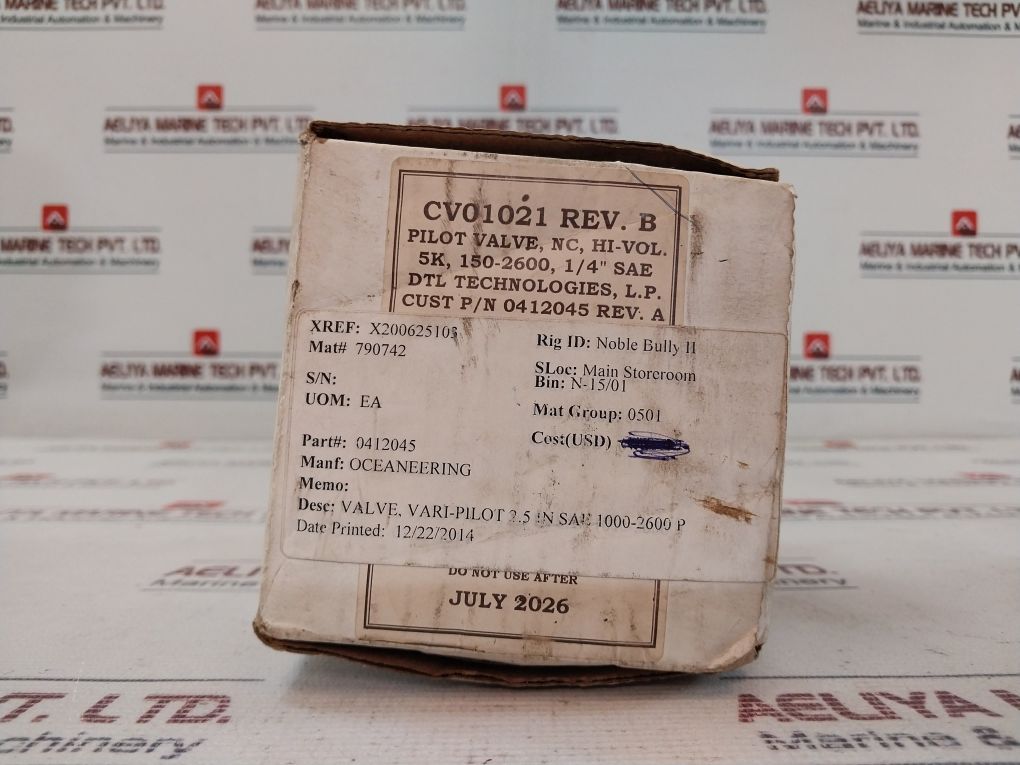 AELIYA MARINE TECH PVT. LTD.
Marine & Industrial Automation & Machinery
CV01021 REV. B
PILOT VALVE, NC, HI-VOL.
5K, 150-2600, 1/4" SAE
DTL TECHNOLOGIES, L.P.
CUST P/N 0412045 REV. A
XREF: X200625103
Rig ID: Noble Bully II
Mat# 790742
SLoc: Main Storeroom
S/N:
Bin: N-15/01
UOM: EA
Mat Group: 0501
Part#: 0412045
Cost(USD)
Manf: OCEANEERING
Memo:
Desc: VALVE, VARI-PILOT 2.5 IN SAE 1000-2600 P
Date Printed: 12/22/2014
DO NOT USE AFTER
JULY 2026